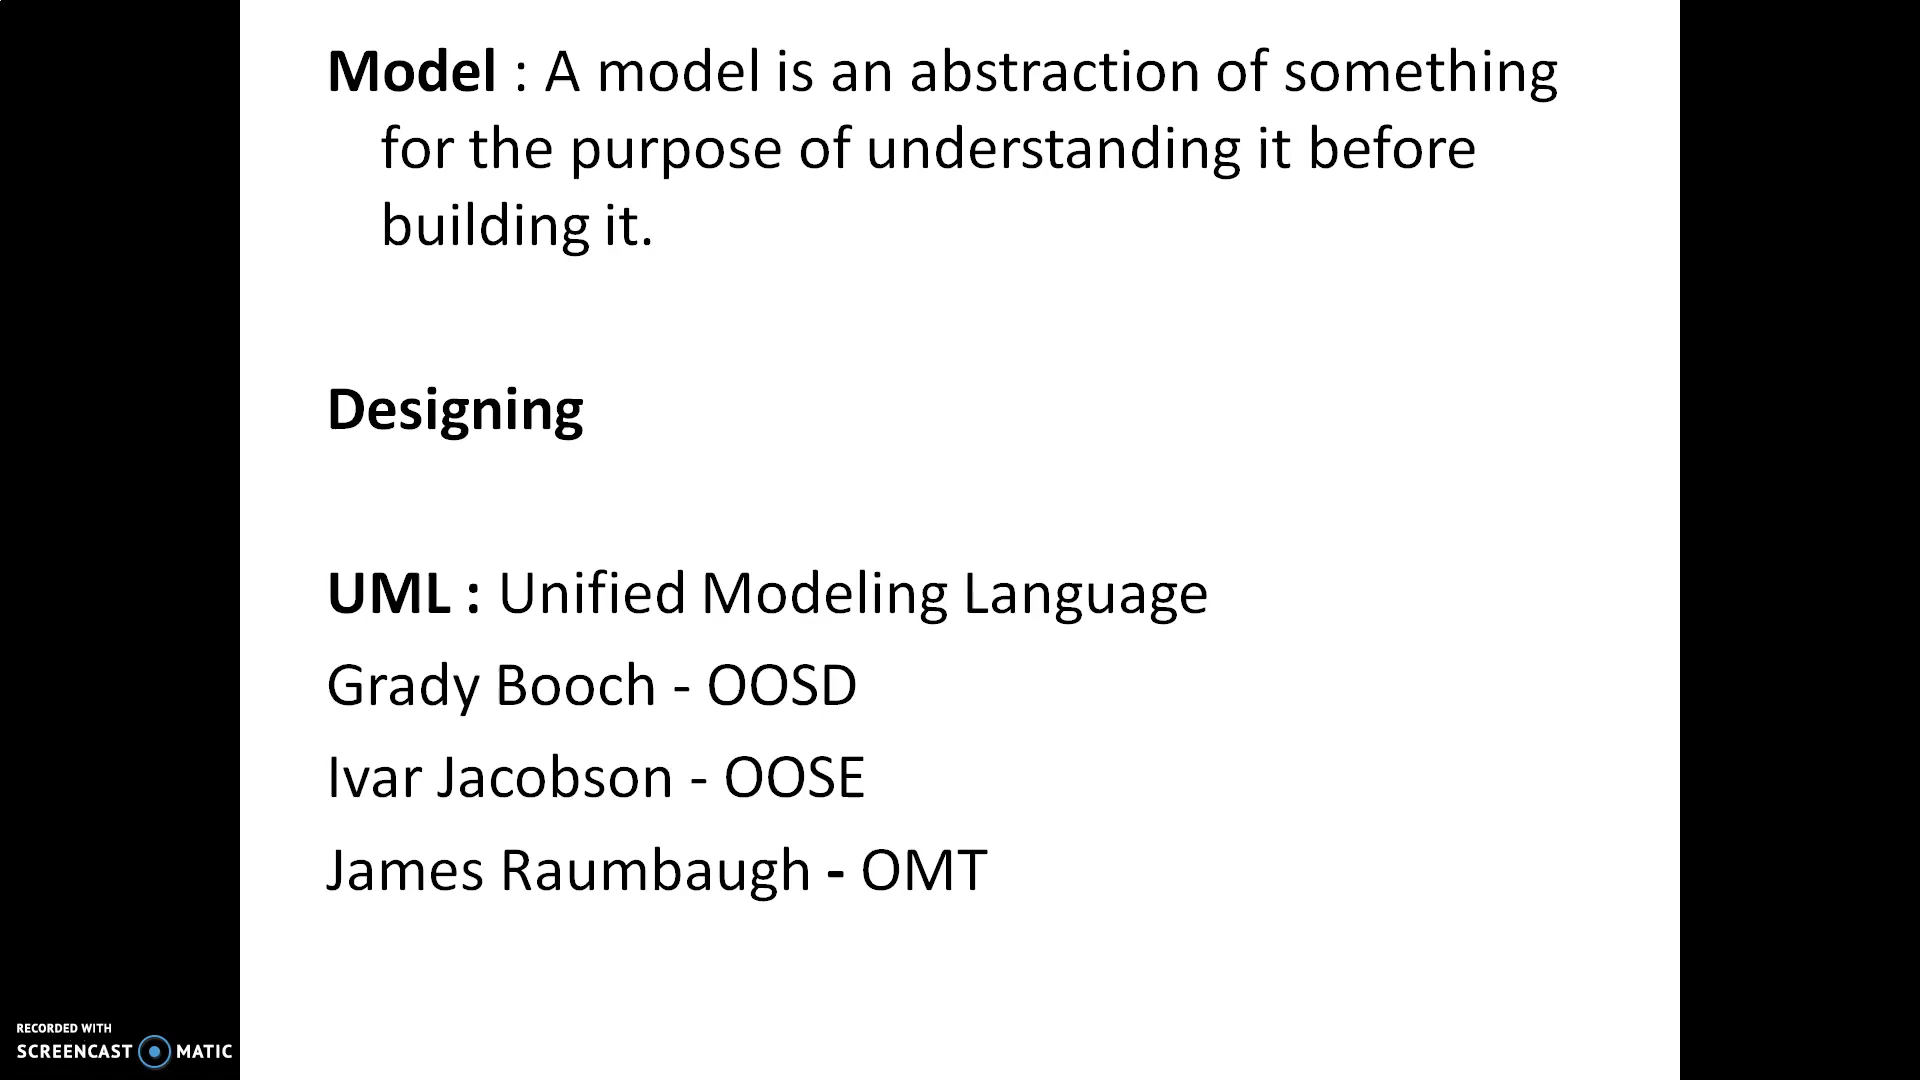 Model : A model is an abstraction of something
for the purpose of understanding it before
building it.
Designing
UML : Unified Modeling Language
Grady Booch - OOSD
Ivar Jacobson - OOSE
James Raumbaugh - OMT
RECORDED WITH
SCREENCAST MATIC